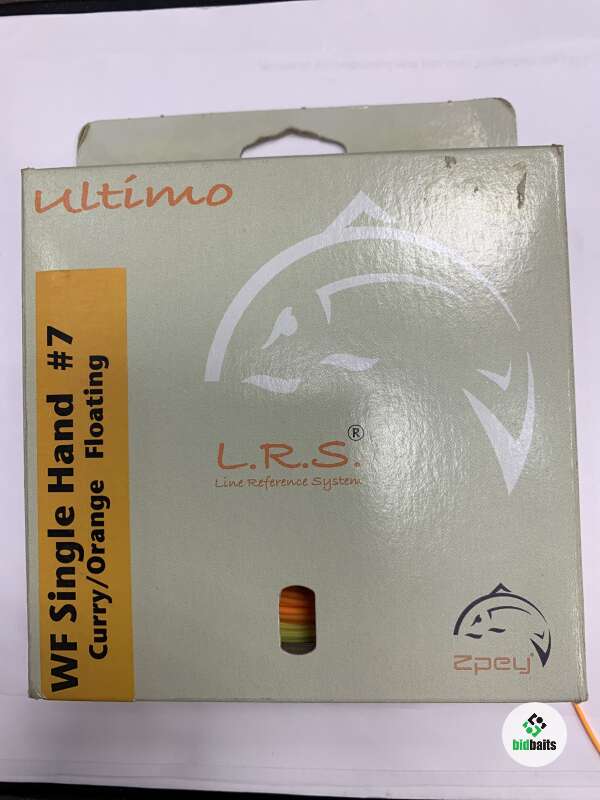 ultimo
WF Single Hand #7
Curry/Orange Floating
L.R.S.®
Line Reference System
Zpey®
bidbaits